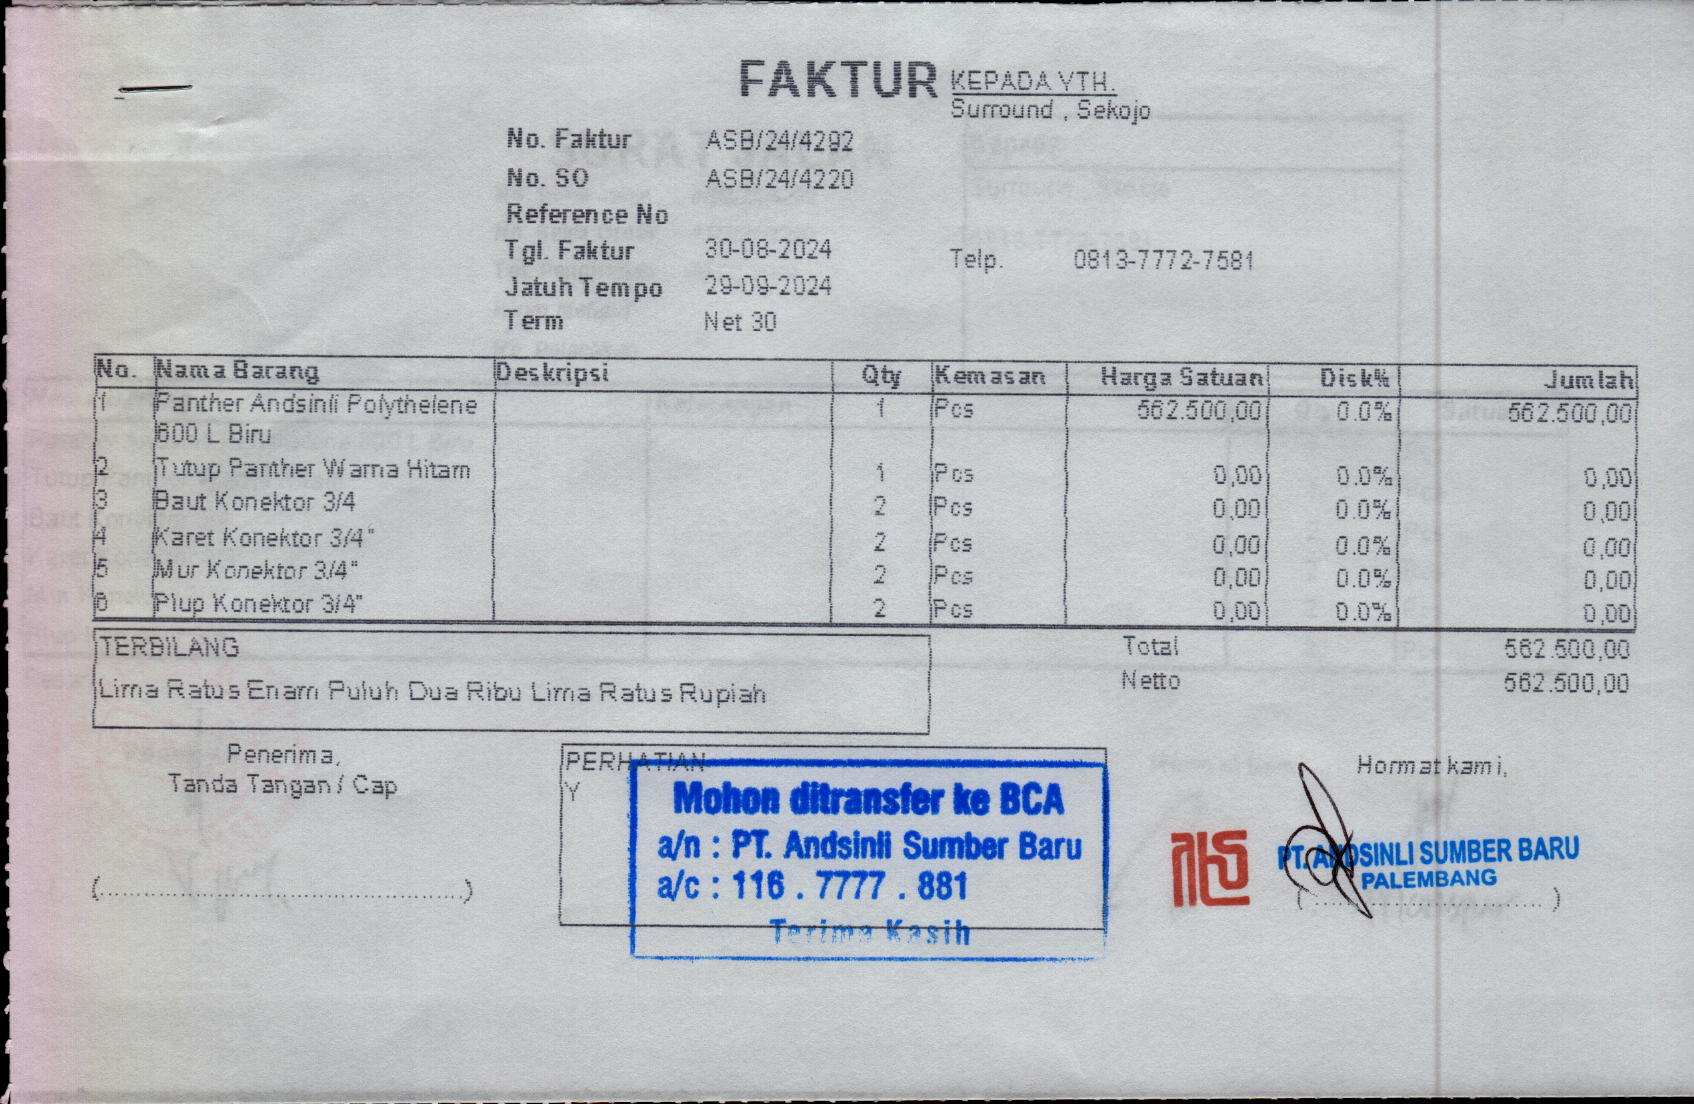 FAKTUR
KEPADA YTH.
Surround , Sekojo
No. Faktur ASB/24/4292
No. SO ASB/24/4220
Reference No
Tgl. Faktur 30-08-2024
Telp. 0813-7772-7581
Jatuh Tempo 29-09-2024
Term Net 30
No. Nama Barang Deskripsi Qty Kemasan Harga Satuan Disk% Jumlah
1 Panther Andsinli Polythelene 1 Pcs 562.500,00 0.0% 562.500,00
600 L Biru
2 Tutup Panther Warna Hitam 1 Pcs 0,00 0.0% 0,00
3 Baut Konektor 3/4 2 Pcs 0,00 0.0% 0,00
4 Karet Konektor 3/4" 2 Pcs 0,00 0.0% 0,00
5 Mur Konektor 3/4" 2 Pcs 0,00 0.0% 0,00
6 Plup Konektor 3/4" 2 Pcs 0,00 0.0% 0,00
TERBILANG
Lima Ratus Enam Puluh Dua Ribu Lima Ratus Rupiah
Total 562.500,00
Netto 562.500,00
Penerima,
Tanda Tangan / Cap
(...........................................)
PERHATIAN
Y
Mohon ditransfer ke BCA
a/n : PT. Andsinli Sumber Baru
a/c : 116 . 7777 . 881
Terima Kasih
Hormat kami,
PT. ANDSINLI SUMBER BARU
PALEMBANG
(...........................)